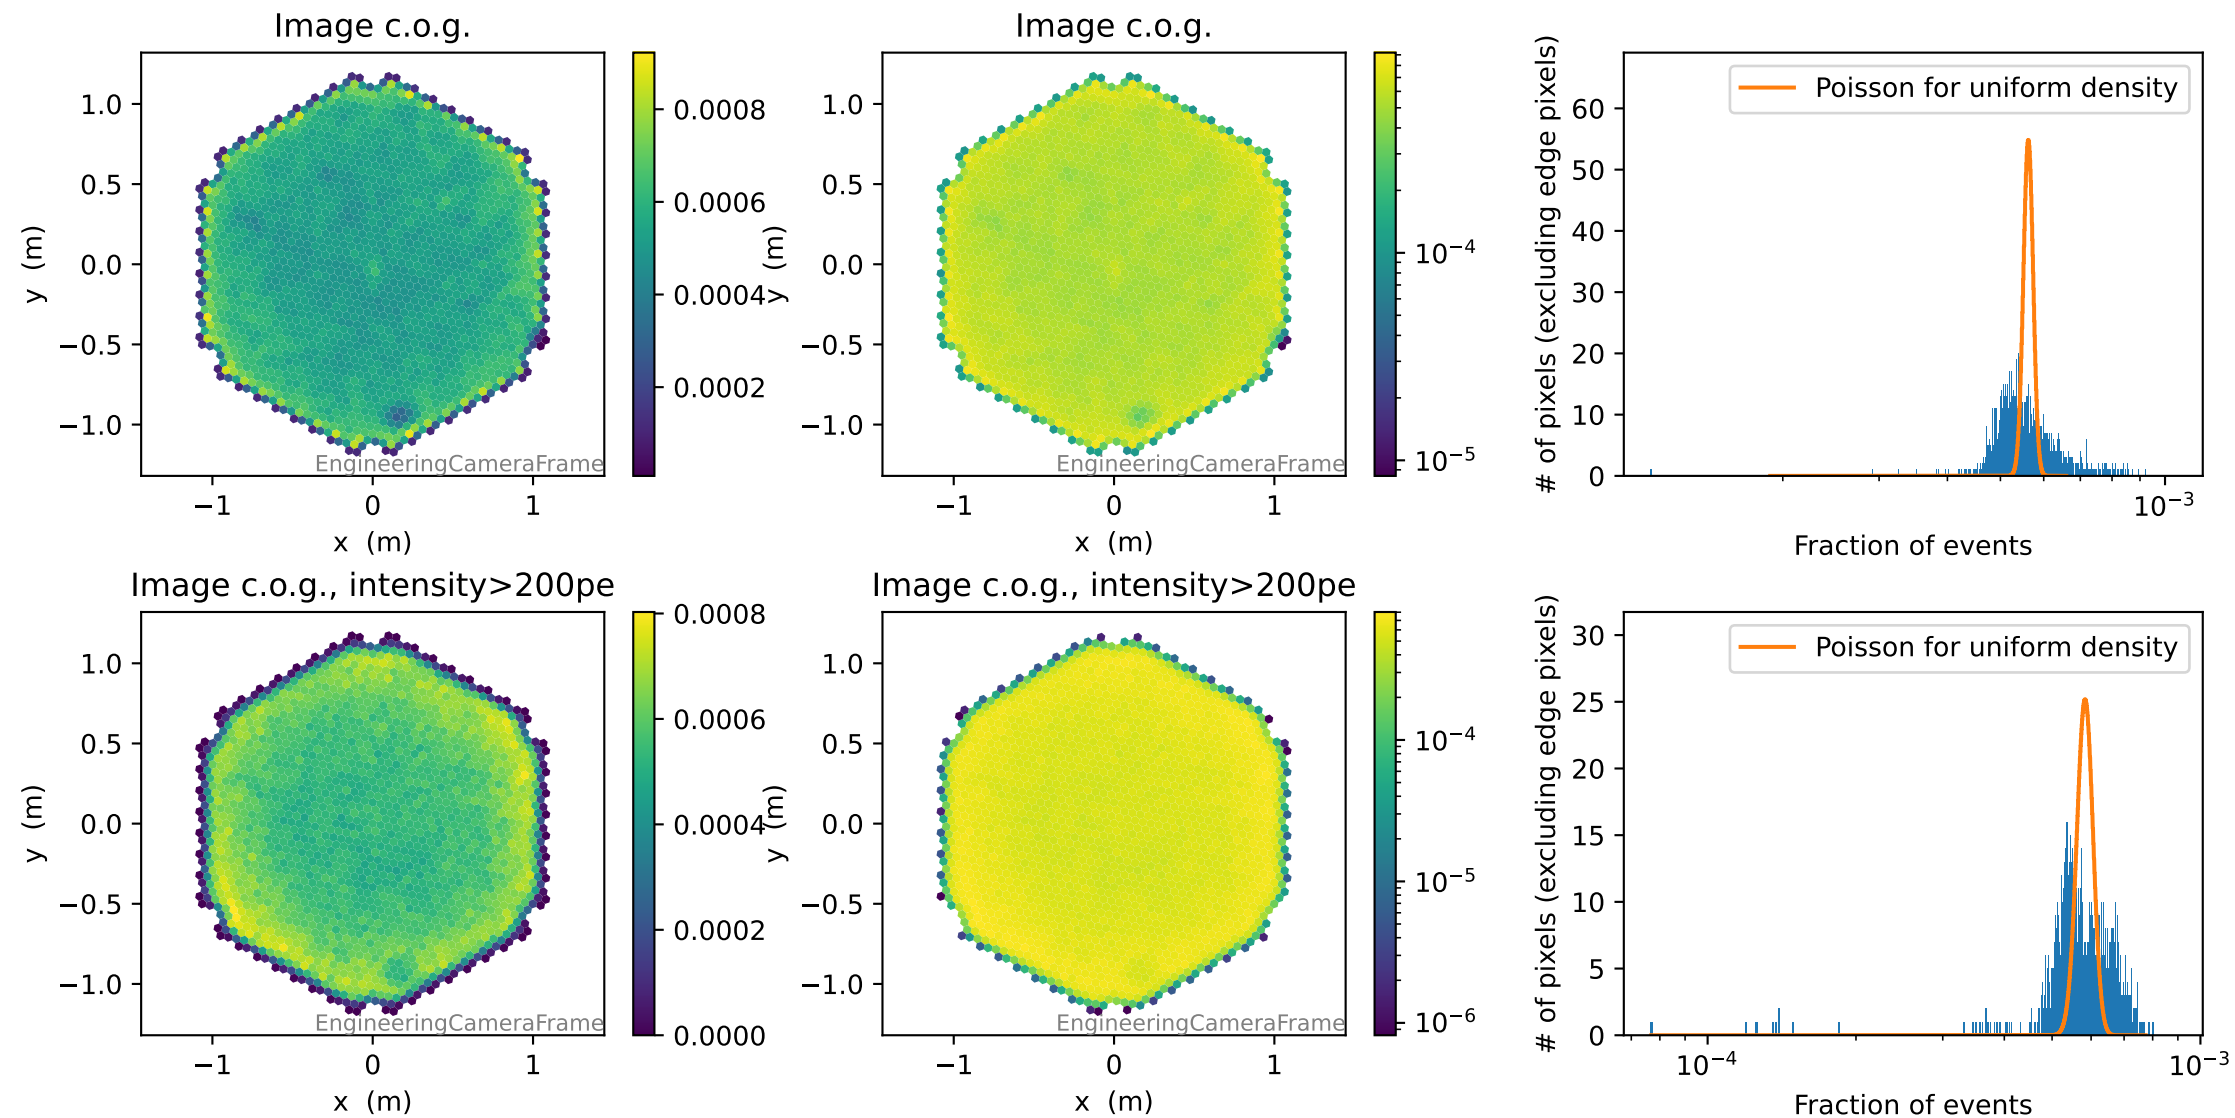 Image c.o.g.
1.0
0.5
0.0
−0.5
−1.0
y (m)
−1
0
1
x (m)
EngineeringCameraFrame
0.0008
0.0006
0.0004
0.0002
Image c.o.g.
1.0
0.5
0.0
−0.5
−1.0
y (m)
−1
0
1
x (m)
EngineeringCameraFrame
10⁻⁴
10⁻⁵
# of pixels (excluding edge pixels)
60
50
40
30
20
10
0
Poisson for uniform density
10⁻³
Fraction of events
Image c.o.g., intensity>200pe
1.0
0.5
0.0
−0.5
−1.0
y (m)
−1
0
1
x (m)
EngineeringCameraFrame
0.0008
0.0006
0.0004
0.0002
0.0000
Image c.o.g., intensity>200pe
1.0
0.5
0.0
−0.5
−1.0
y (m)
−1
0
1
x (m)
EngineeringCameraFrame
10⁻⁴
10⁻⁵
10⁻⁶
# of pixels (excluding edge pixels)
30
25
20
15
10
5
0
Poisson for uniform density
10⁻⁴
10⁻³
Fraction of events